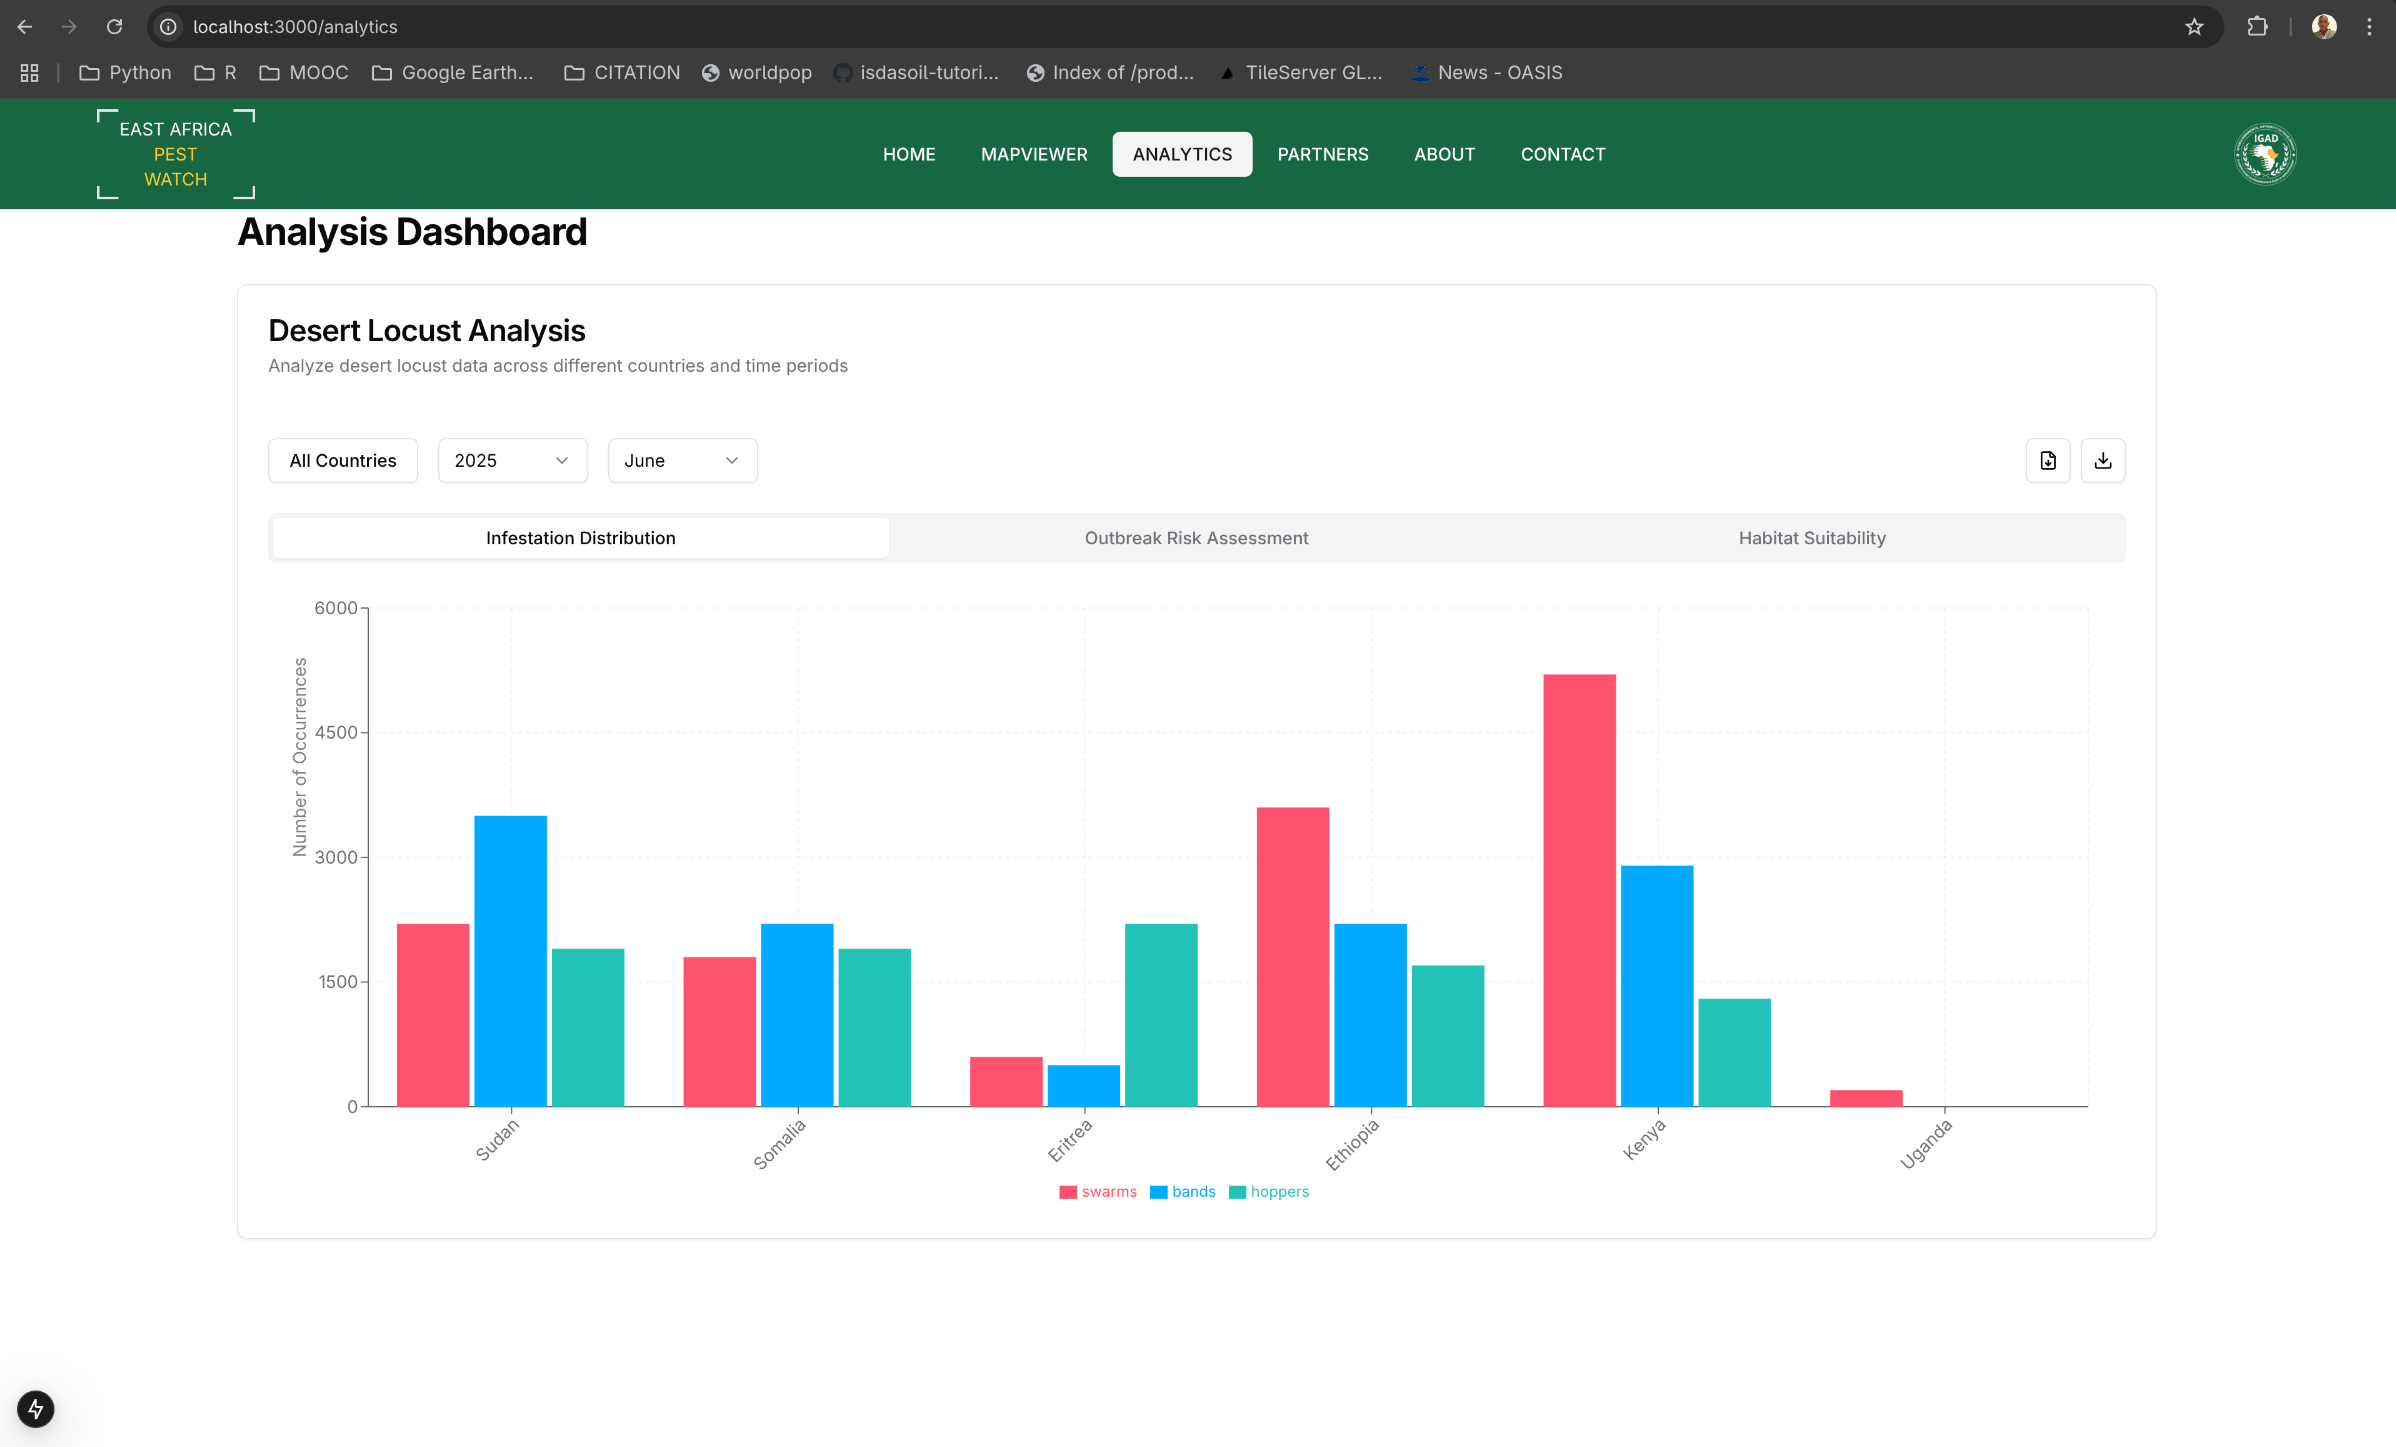 localhost:3000/analytics
Python R MOOC Google Earth... CITATION worldpop isdasoil-tutori... Index of /prod... TileServer GL... News - OASIS
EAST AFRICA
PEST
WATCH
HOME MAPVIEWER ANALYTICS PARTNERS ABOUT CONTACT
IGAD
Analysis Dashboard
Desert Locust Analysis
Analyze desert locust data across different countries and time periods
All Countries 2025 June
Infestation Distribution Outbreak Risk Assessment Habitat Suitability
Number of Occurrences
6000
4500
3000
1500
0
Sudan Somalia Eritrea Ethiopia Kenya Uganda
swarms bands hoppers